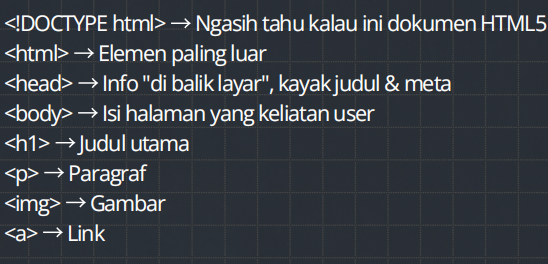 <!DOCTYPE html> → Ngasih tahu kalau ini dokumen HTML5
<html> → Elemen paling luar
<head> → Info "di balik layar", kayak judul & meta
<body> → Isi halaman yang keliatan user
<h1> → Judul utama
<p> → Paragraf
<img> → Gambar
<a> → Link